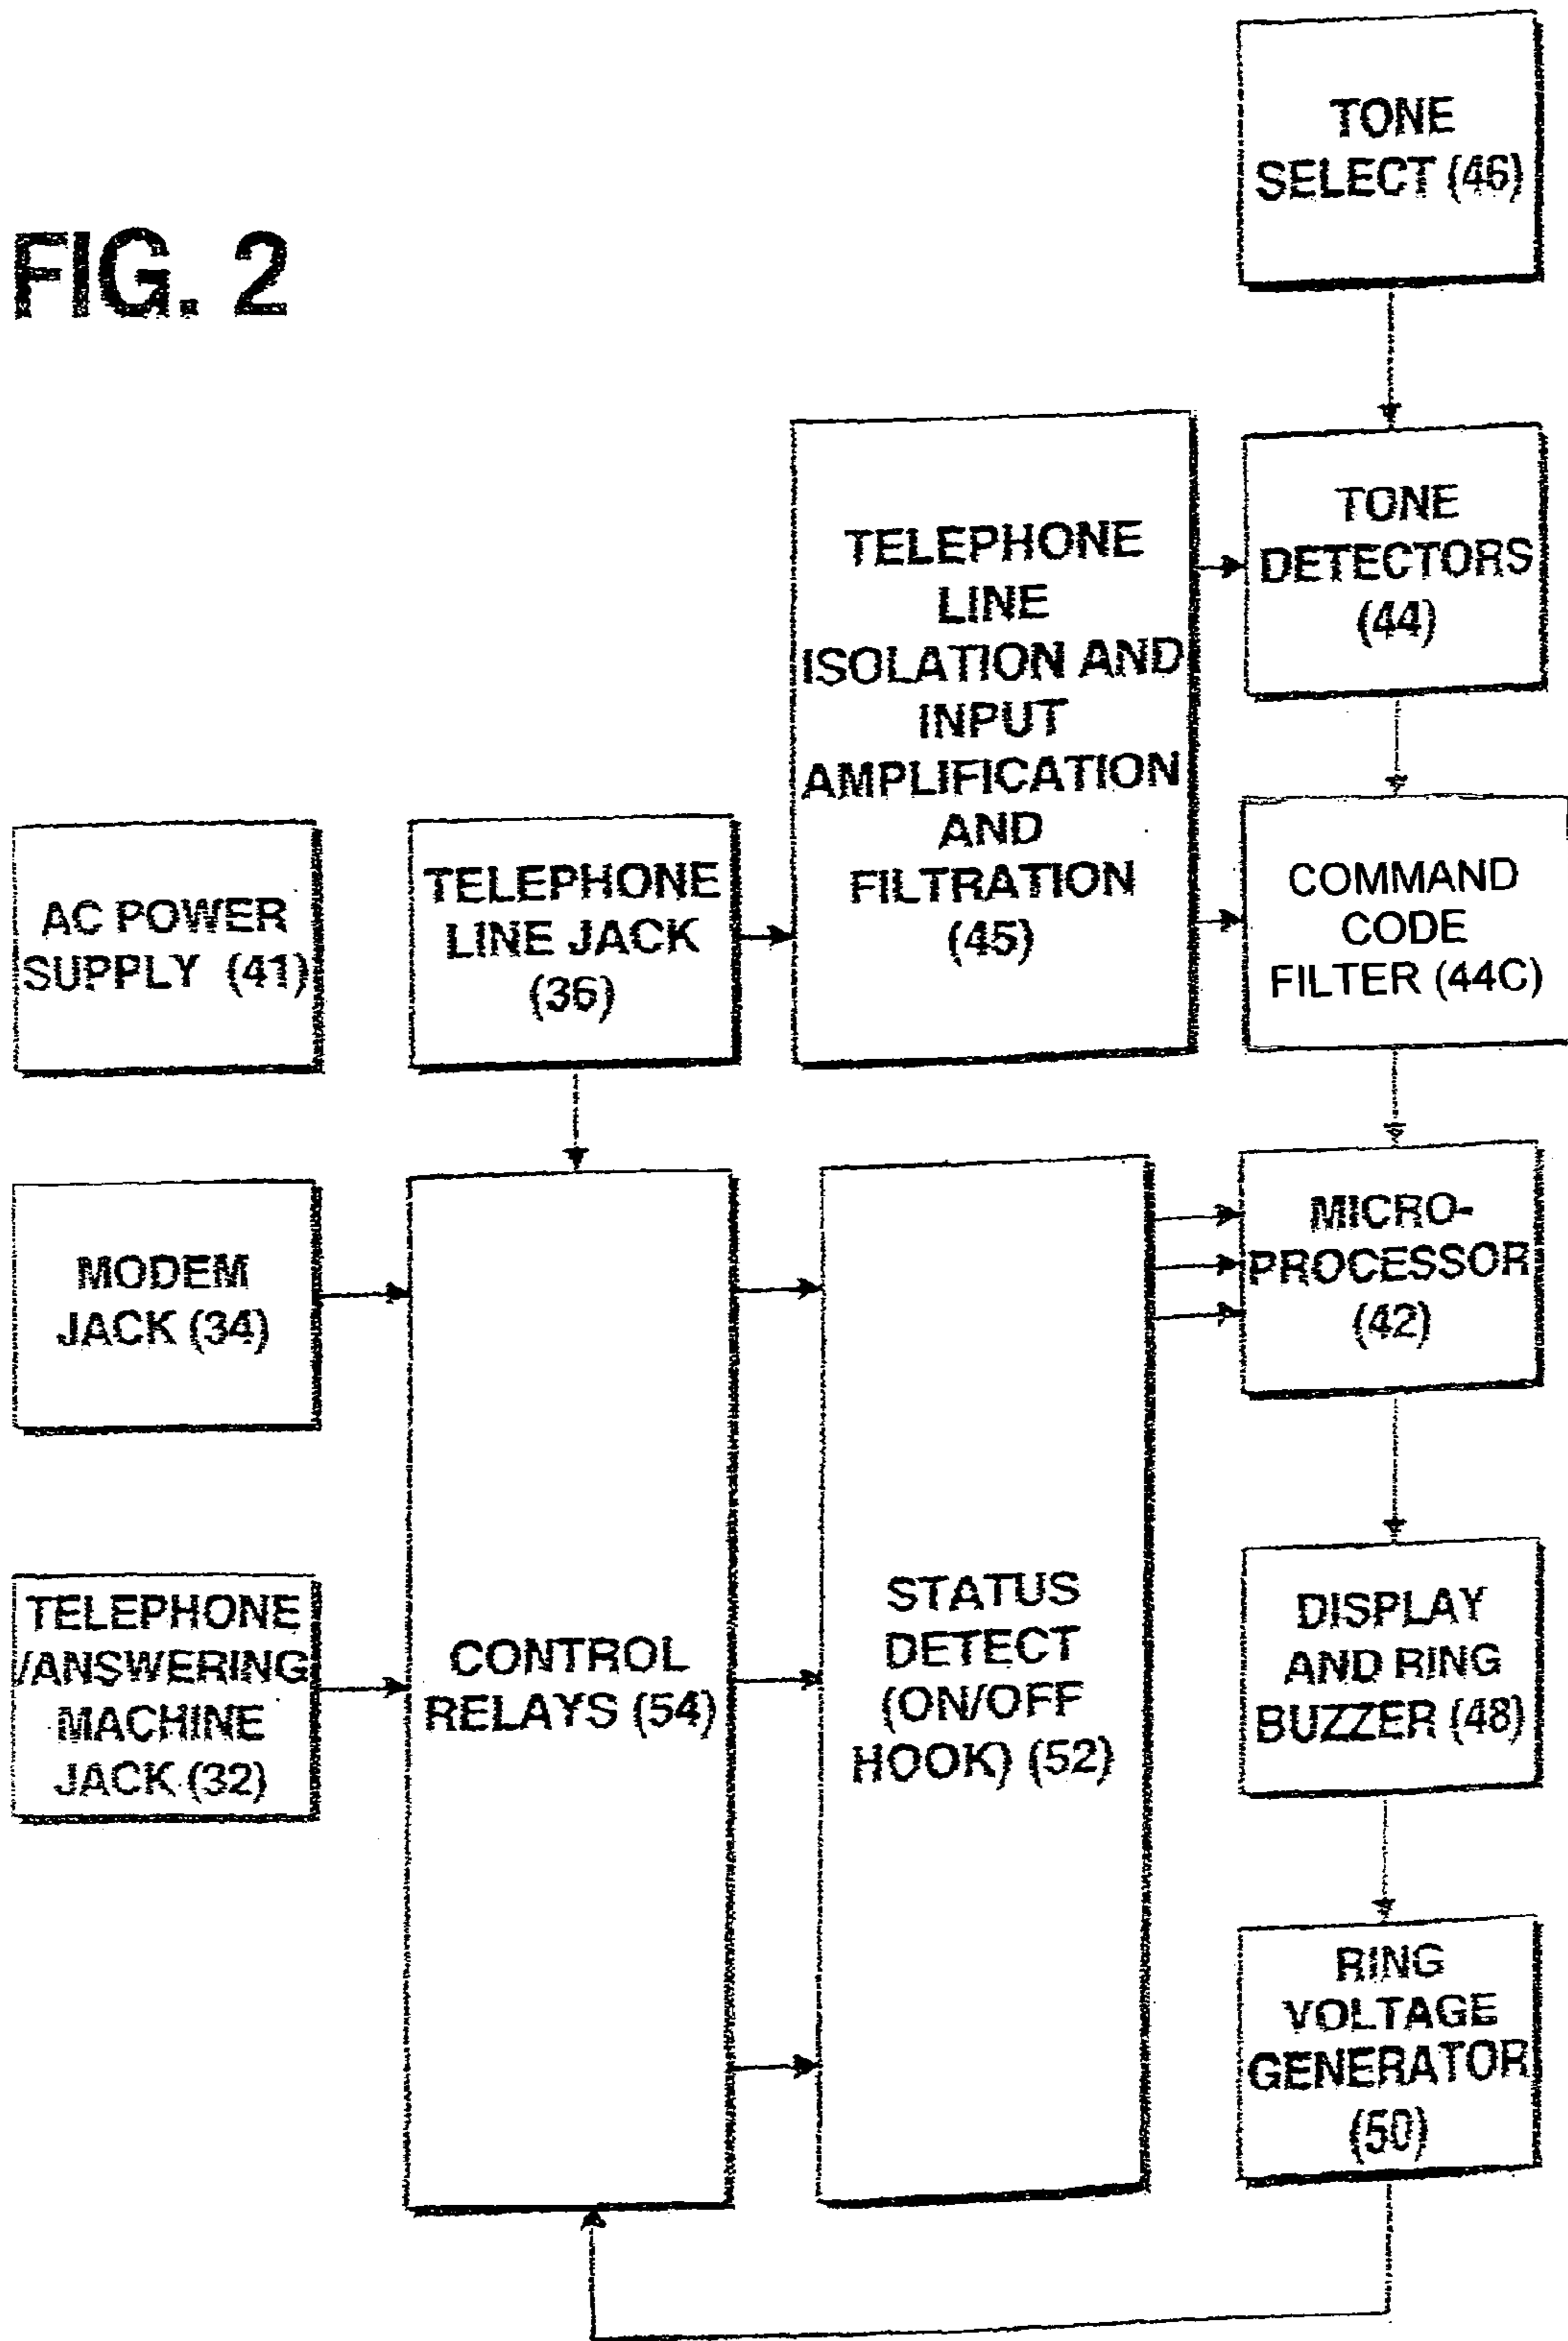 FIG. 2
TONE
SELECT (46)
TELEPHONE
LINE
ISOLATION AND
INPUT
AMPLIFICATION
AND
FILTRATION
(45)
TONE
DETECTORS
(44)
AC POWER
SUPPLY (41)
TELEPHONE
LINE JACK
(36)
COMMAND
CODE
FILTER (44C)
MODEM
JACK (34)
MICRO-
PROCESSOR
(42)
TELEPHONE
/ANSWERING
MACHINE
JACK (32)
CONTROL
RELAYS (54)
STATUS
DETECT
(ON/OFF
HOOK) (52)
DISPLAY
AND RING
BUZZER (48)
RING
VOLTAGE
GENERATOR
(50)